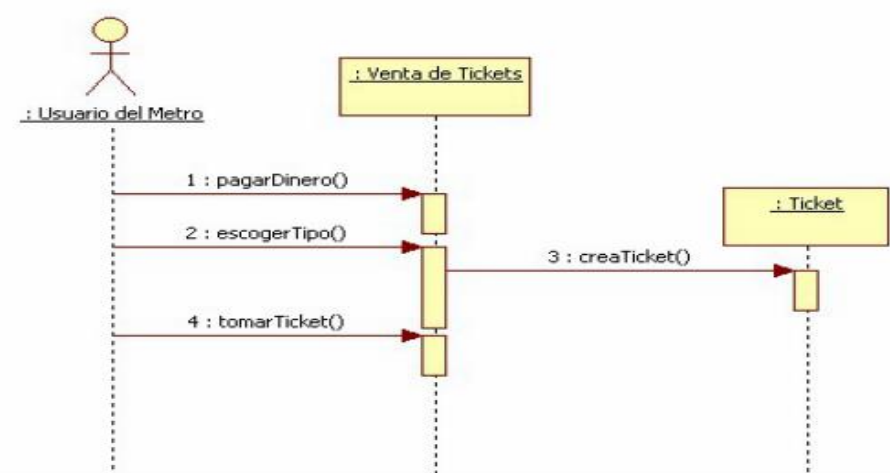 : Venta de Tickets
: Usuario del Metro
1 : pagarDinero()
: Ticket
2 : escogerTipo()
3 : creaTicket()
4 : tomarTicket()